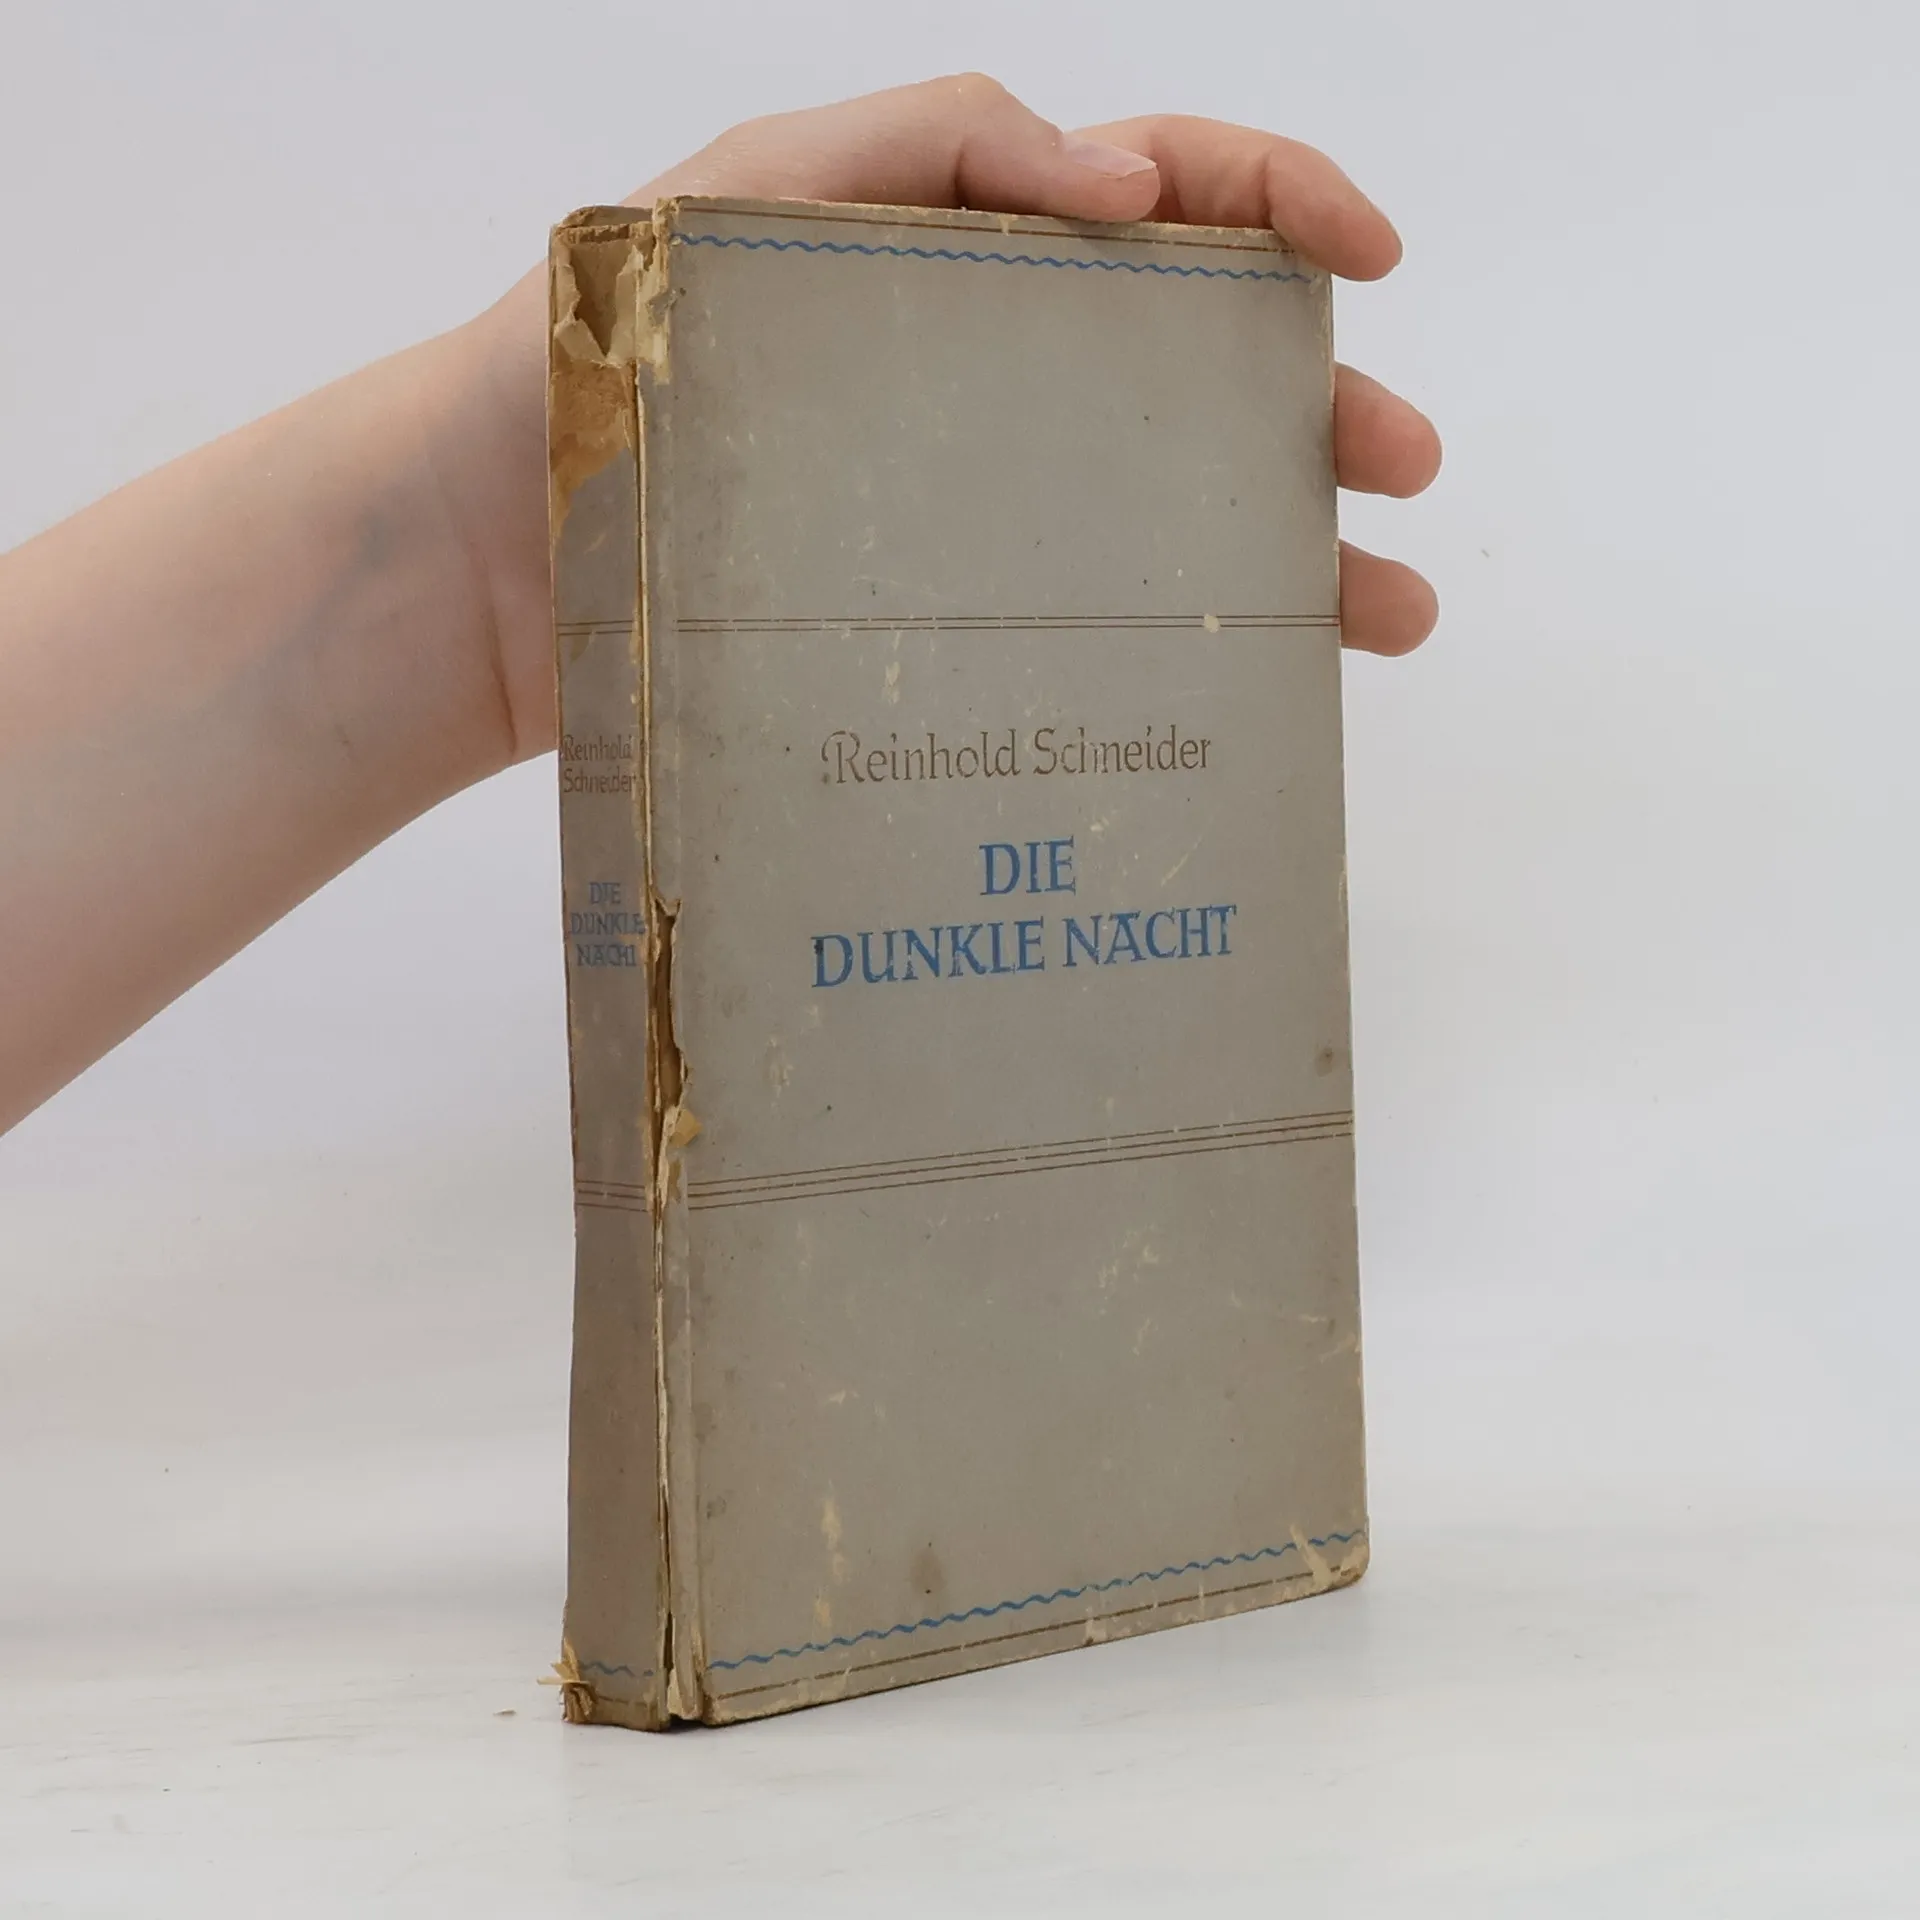 Reinhold
Schneider
DIE
DUNKLE
NACHT
Reinhold Schneider
DIE
DUNKLE NACHT